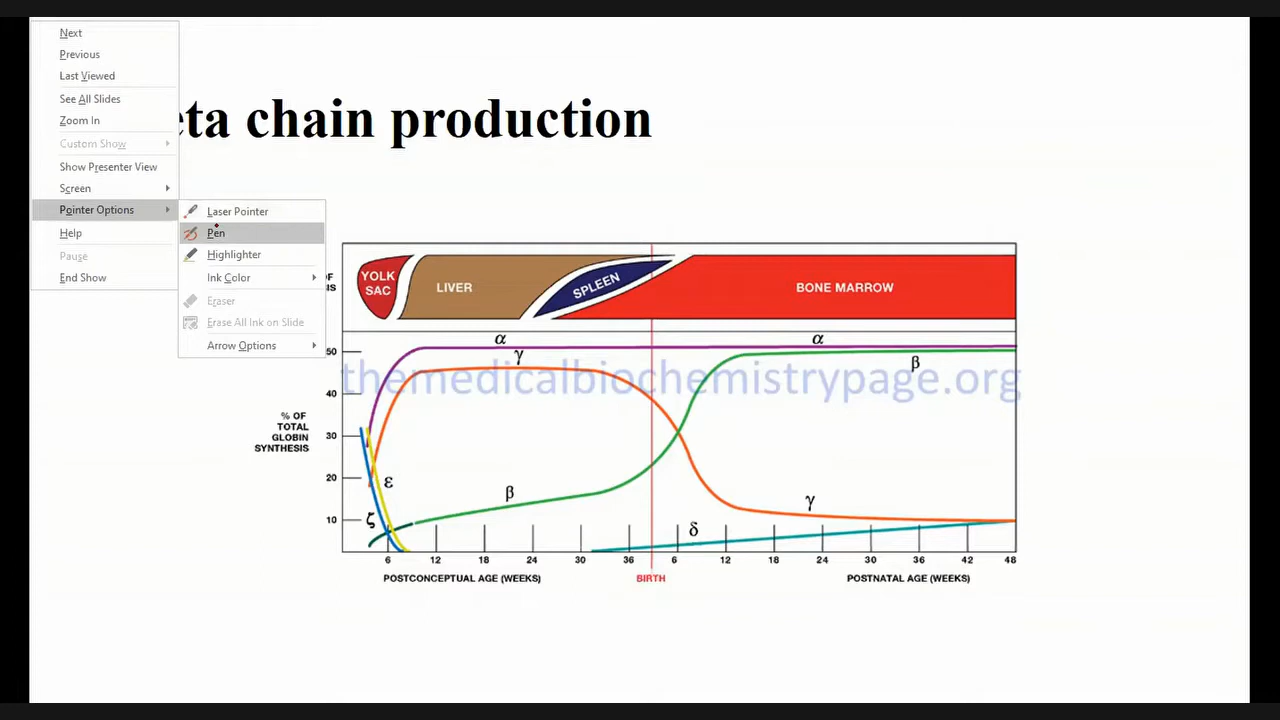 Next
Previous
Last Viewed
See All Slides
Zoom In
Custom Show
Show Presenter View
Screen
Pointer Options
Help
Pause
End Show
Laser Pointer
Pen
Highlighter
Ink Color
Eraser
Erase All Ink on Slide
Arrow Options
eta chain production
YOLK
SAC
LIVER
SPLEEN
BONE MARROW
α
α
γ
β
themedicalbiochemistrypage.org
50
40
30
20
10
% OF
TOTAL
GLOBIN
SYNTHESIS
ε
ζ
β
γ
δ
6 12 18 24 30 36 6 12 18 24 30 36 42 48
POSTCONCEPTUAL AGE (WEEKS)
BIRTH
POSTNATAL AGE (WEEKS)